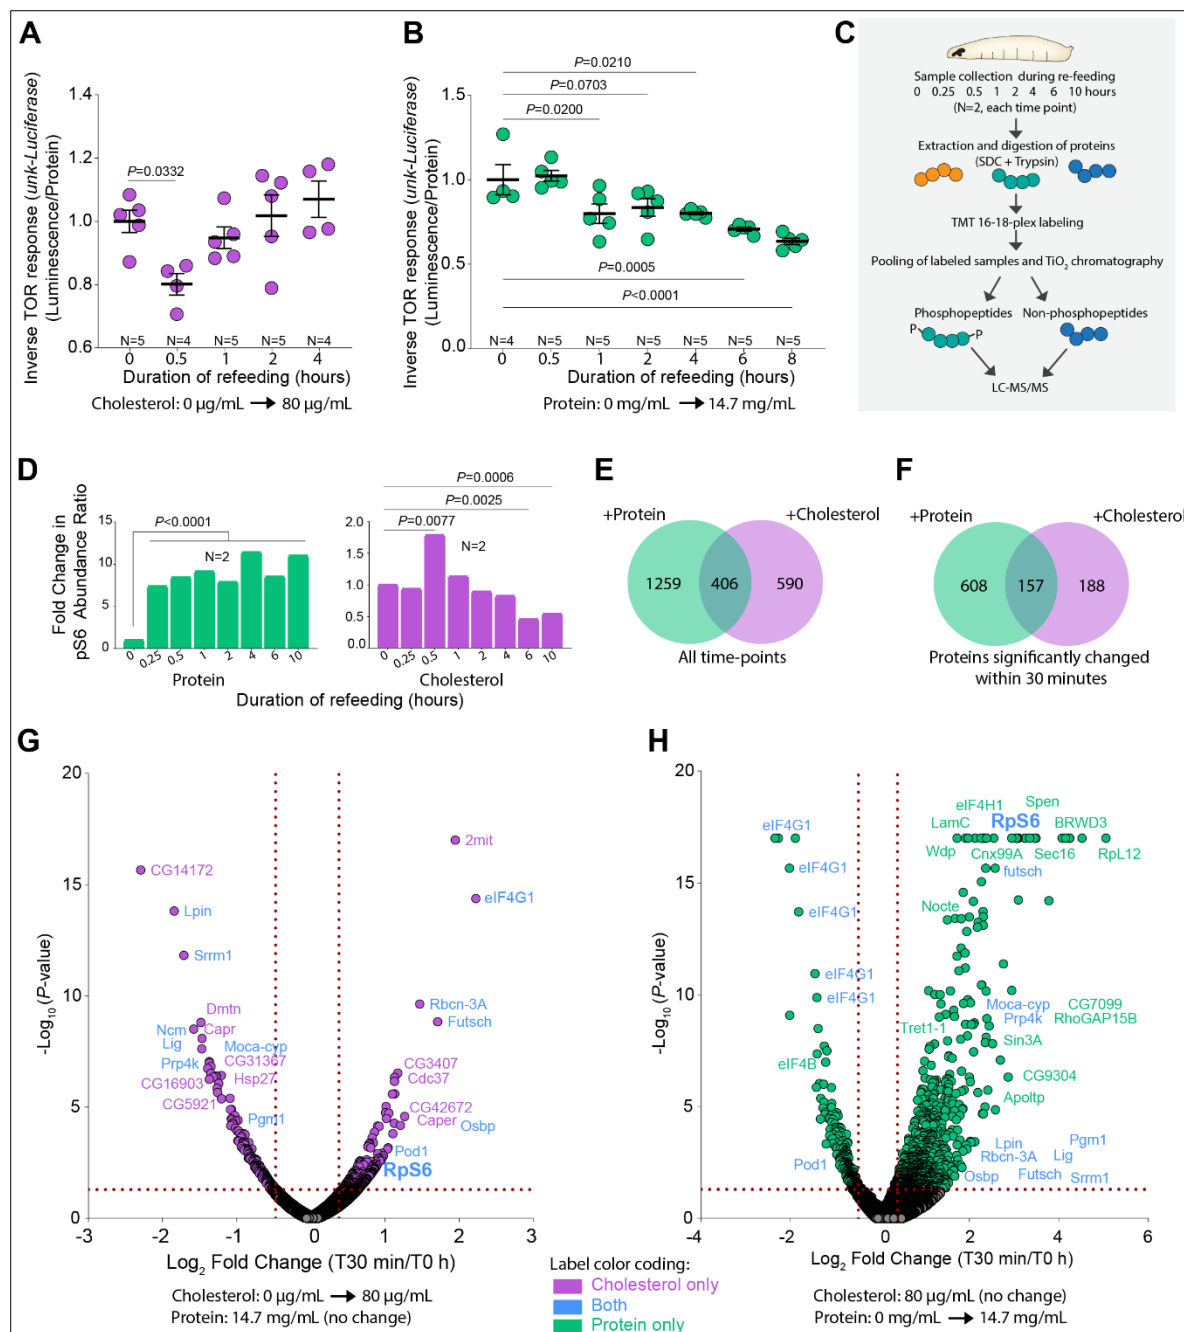 A
Inverse TOR response (unk-Luciferase)
(Luminescence/Protein)
1.4
1.2
1.0
0.8
0.6
P=0.0332
N=5 N=4 N=5 N=5 N=4
0 0.5 1 2 4
Duration of refeeding (hours)
Cholesterol: 0 µg/mL → 80 µg/mL
B
Inverse TOR response (unk-Luciferase)
(Luminescence/Protein)
1.5
1.0
0.5
0.0
P=0.0210
P=0.0703
P=0.0200
P=0.0005
P<0.0001
N=4 N=5 N=5 N=5 N=5 N=5 N=5
0 0.5 1 2 4 6 8
Duration of refeeding (hours)
Protein: 0 mg/mL → 14.7 mg/mL
C
Sample collection during re-feeding
0 0.25 0.5 1 2 4 6 10 hours
(N=2, each time point)
Extraction and digestion of proteins
(SDC + Trypsin)
TMT 16-18-plex labeling
Pooling of labeled samples and TiO₂ chromatography
Phosphopeptides Non-phosphopeptides
P P
LC-MS/MS
D
Fold Change in
pS6 Abundance Ratio
15
10
5
0
P<0.0001
N=2
0 0.25 0.5 1 2 4 6 10
Protein
P=0.0006
P=0.0025
P=0.0077
N=2
2.0
1.5
1.0
0.5
0.0
0 0.25 0.5 1 2 4 6 10
Cholesterol
Duration of refeeding (hours)
E
+Protein +Cholesterol
1259 406 590
All time-points
F
+Protein +Cholesterol
608 157 188
Proteins significantly changed
within 30 minutes
G
-Log₁₀ (P-value)
20
15
10
5
0
2mit
CG14172
eIF4G1
Lpin
Srrm1
Rbcn-3A
Futsch
Dmtn
Ncm
Capr
Lig
Moca-cyp
Prp4k
CG31367
CG16903
Hsp27
CG5921
Pgm1
CG3407
Cdc37
CG42672
Caper
Osbp
Pod1
RpS6
-3 -2 -1 0 1 2 3
Log₂ Fold Change (T30 min/T0 h)
Cholesterol: 0 µg/mL → 80 µg/mL
Protein: 14.7 mg/mL (no change)
Label color coding:
Cholesterol only
Both
Protein only
H
-Log₁₀ (P-value)
20
15
10
5
0
eIF4H1 Spen
eIF4G1 LamC RpS6 BRWD3
Wdp Cnx99A Sec16 RpL12
eIF4G1
futsch
Nocte
eIF4G1
eIF4G1
eIF4G1
Moca-cyp CG7099
Prp4k RhoGAP15B
Tret1-1
Sin3A
eIF4B
CG9304
Apoltp
Lpin Pgm1
Rbcn-3A Lig
Pod1
Osbp Futsch Srrm1
-4 -2 0 2 4 6
Log₂ Fold Change (T30 min/T0 h)
Cholesterol: 80 µg/mL (no change)
Protein: 0 mg/mL → 14.7 mg/mL